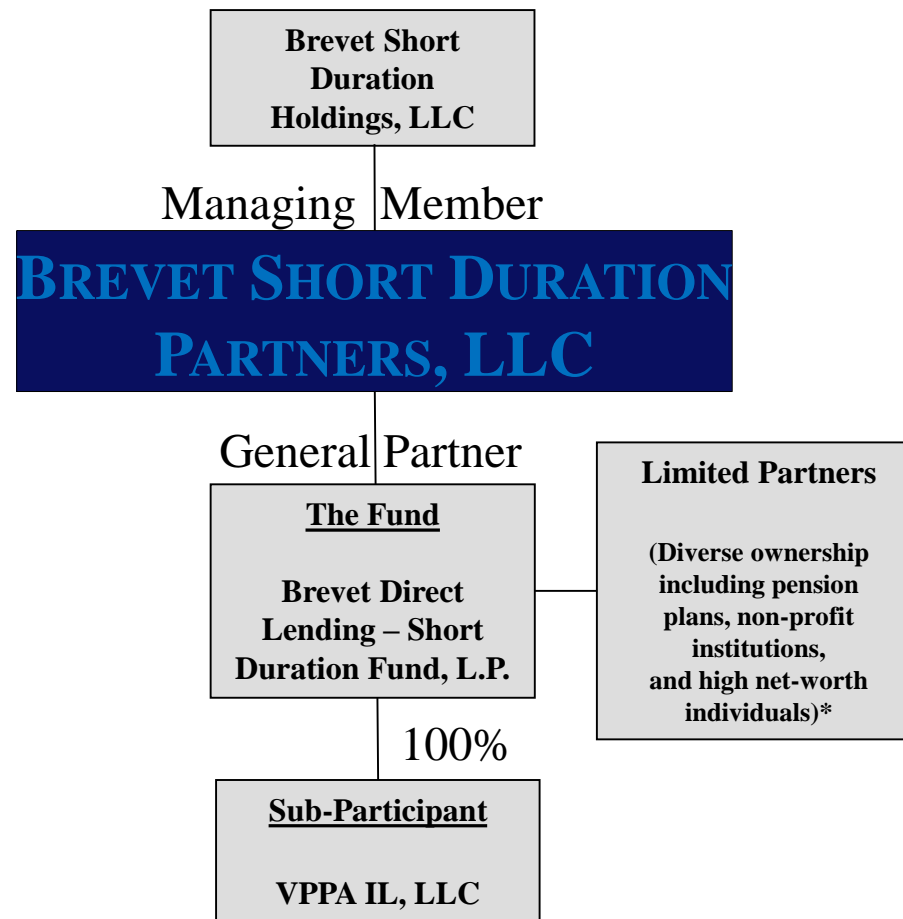 Brevet Short
Duration
Holdings, LLC
Managing Member
BREVET SHORT DURATION
PARTNERS, LLC
General Partner
The Fund
Brevet Direct
Lending – Short
Duration Fund, L.P.
Limited Partners
(Diverse ownership
including pension
plans, non-profit
institutions,
and high net-worth
individuals)*
100%
Sub-Participant
VPPA IL, LLC